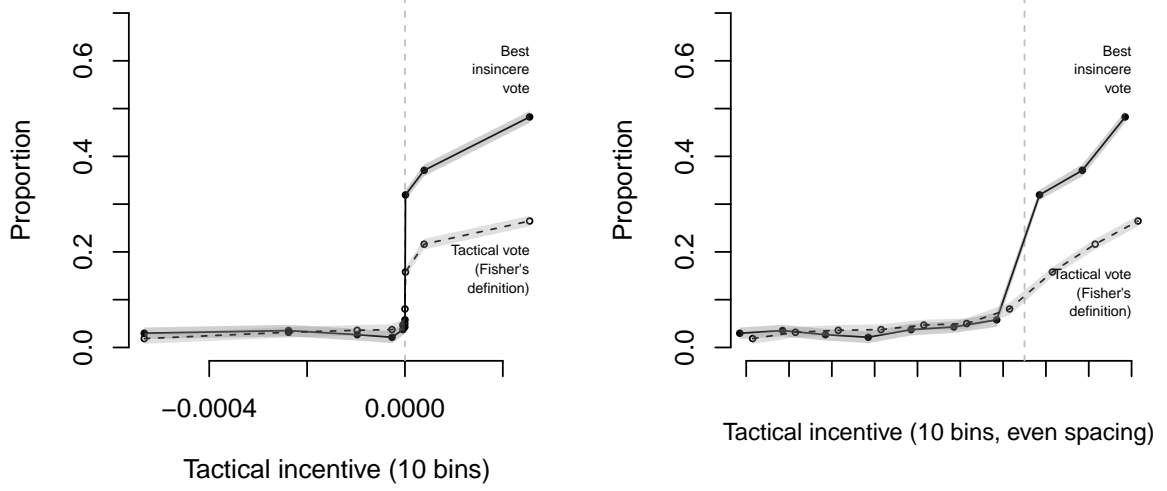 Proportion
0.6
0.4
0.2
0.0
Best
insincere
vote
Tactical vote
(Fisher's
definition)
−0.0004
0.0000
Tactical incentive (10 bins)
Proportion
0.6
0.4
0.2
0.0
Best
insincere
vote
Tactical vote
(Fisher's
definition)
Tactical incentive (10 bins, even spacing)